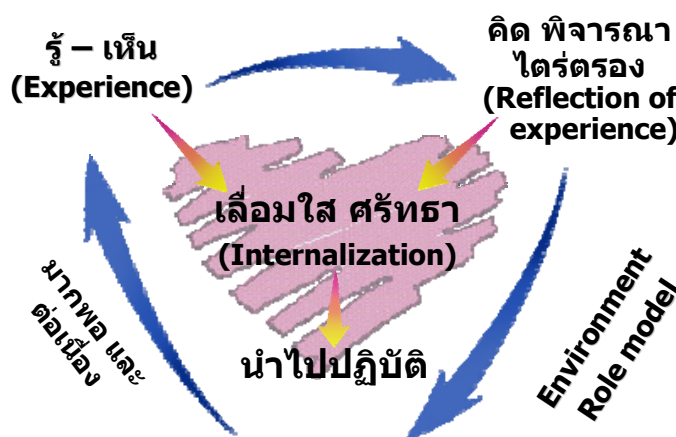 รู้ – เห็น
(Experience)
คิด พิจารณา
ไตร่ตรอง
(Reflection of
experience)
เลื่อมใส ศรัทธา
(Internalization)
นำไปปฏิบัติ
มากพอ และ
ต่อเนื่อง
Environment
Role model